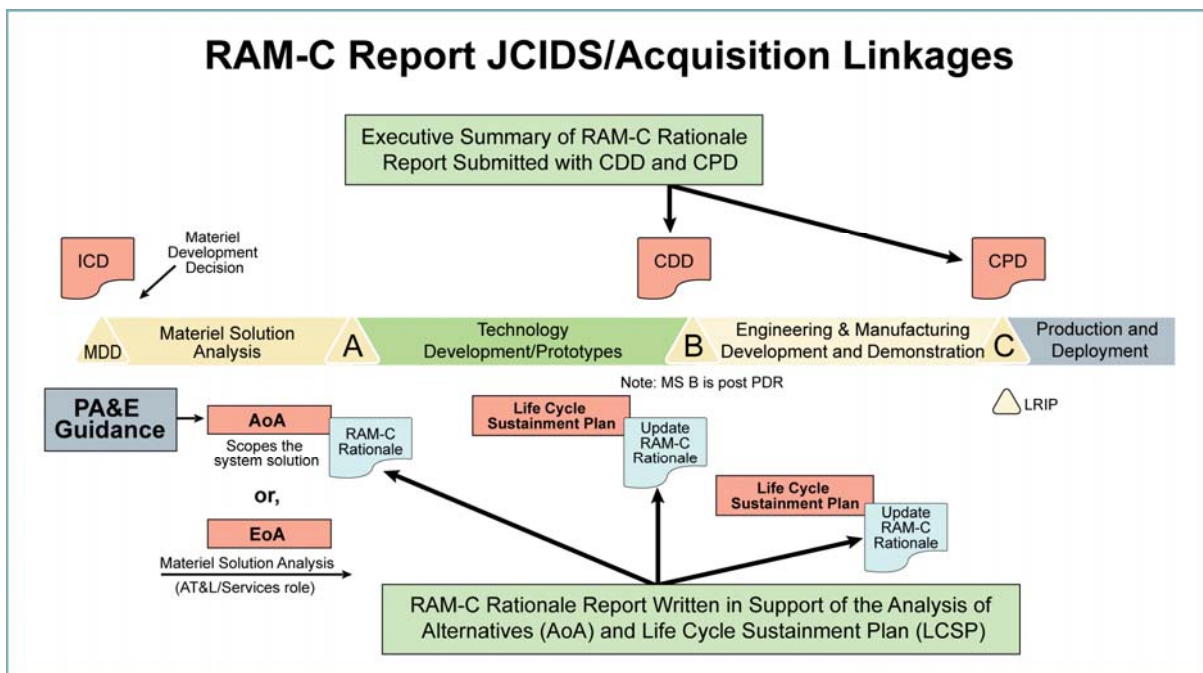 RAM-C Report JCIDS/Acquisition Linkages
Executive Summary of RAM-C Rationale
Report Submitted with CDD and CPD
ICD
Materiel
Development
Decision
CDD
CPD
MDD
Materiel Solution
Analysis
A
Technology
Development/Prototypes
B
Engineering & Manufacturing
Development and Demonstration
C
Production and
Deployment
Note: MS B is post PDR
LRIP
PA&E
Guidance
AoA
Scopes the
system solution
RAM-C
Rationale
or,
EoA
Materiel Solution Analysis
(AT&L/Services role)
Life Cycle
Sustainment Plan
Update
RAM-C
Rationale
Life Cycle
Sustainment Plan
Update
RAM-C
Rationale
RAM-C Rationale Report Written in Support of the Analysis of
Alternatives (AoA) and Life Cycle Sustainment Plan (LCSP)